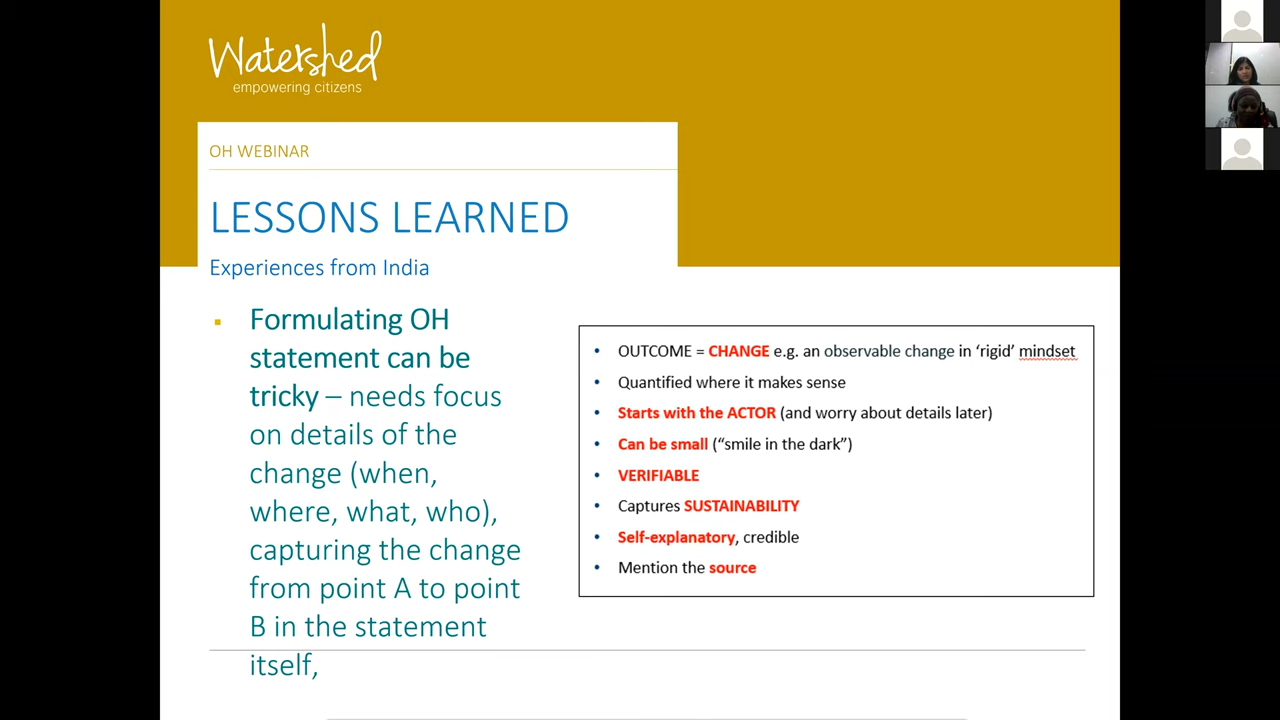 Watershed
empowering citizens
OH WEBINAR
LESSONS LEARNED
Experiences from India
▪ Formulating OH
statement can be
tricky – needs focus
on details of the
change (when,
where, what, who),
capturing the change
from point A to point
B in the statement
itself,
• OUTCOME = CHANGE e.g. an observable change in ‘rigid’ mindset
• Quantified where it makes sense
• Starts with the ACTOR (and worry about details later)
• Can be small (“smile in the dark”)
• VERIFIABLE
• Captures SUSTAINABILITY
• Self-explanatory, credible
• Mention the source